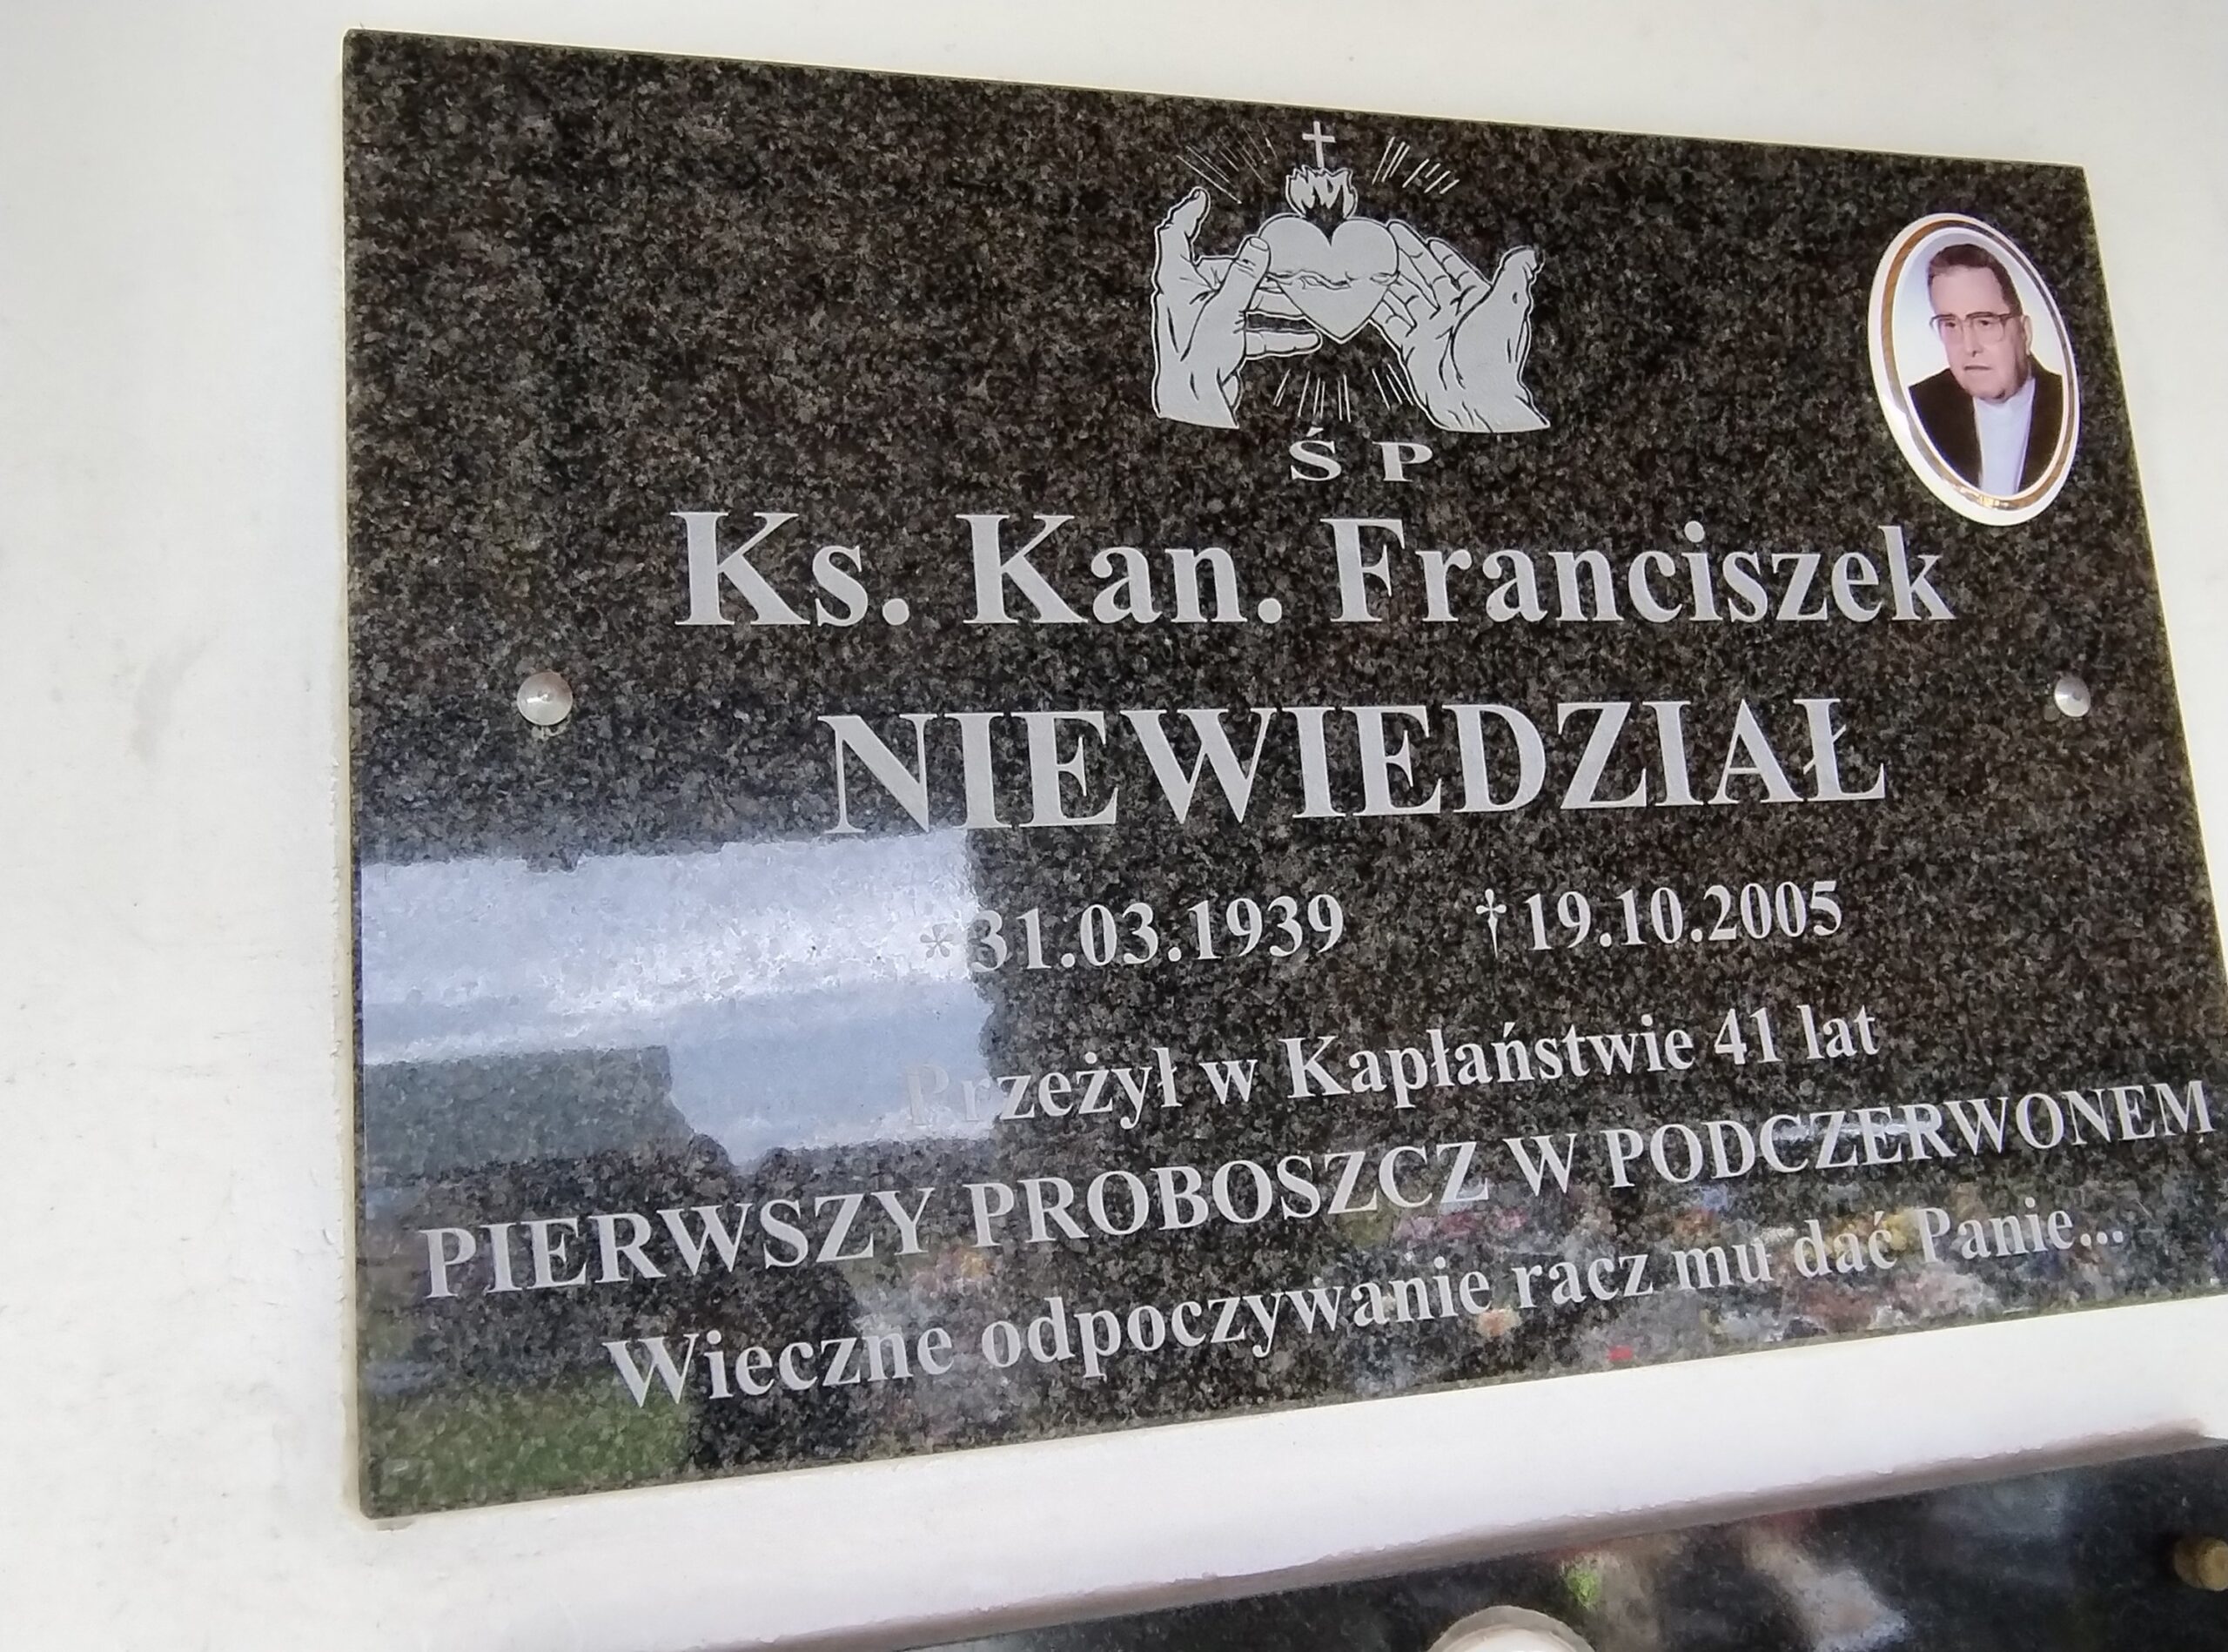 Ś P
Ks. Kan. Franciszek
NIEWIEDZIAŁ
*31.03.1939 †19.10.2005
Przeżył w Kapłaństwie 41 lat
PIERWSZY PROBOSZCZ W PODCZERWONEM
Wieczne odpoczywanie racz mu dać Panie...